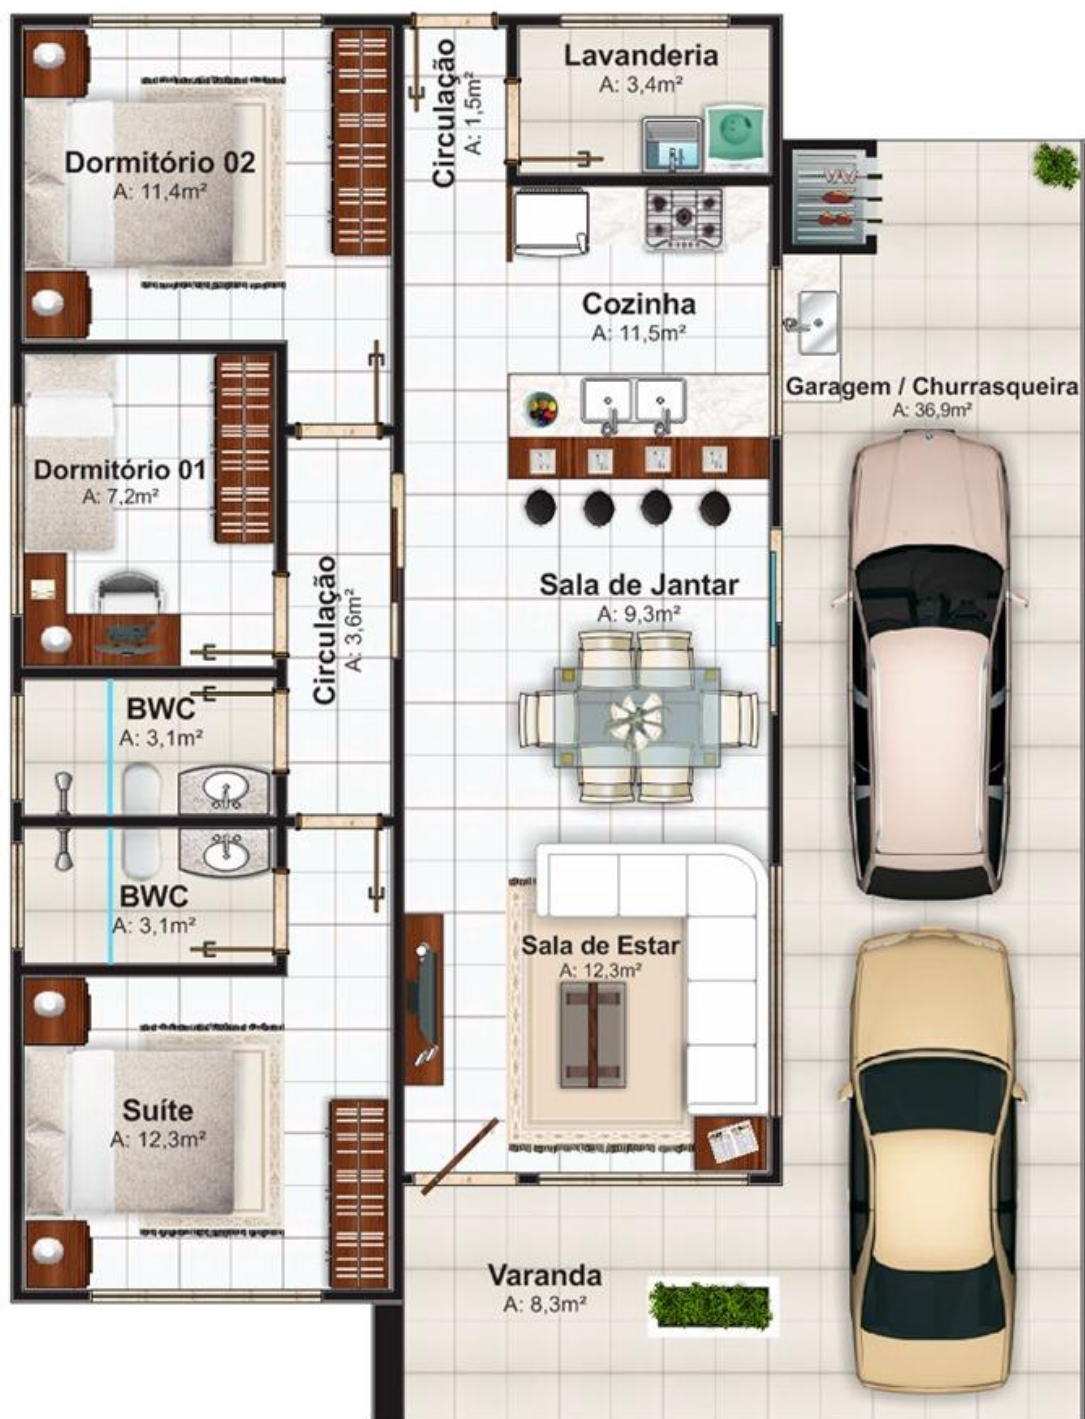 Lavanderia
A: 3,4m²
Circulação
A: 1,5m²
Dormitório 02
A: 11,4m²
Cozinha
A: 11,5m²
Garagem / Churrasqueira
A: 36,9m²
Dormitório 01
A: 7,2m²
Circulação
A: 3,6m²
Sala de Jantar
A: 9,3m²
BWC
A: 3,1m²
BWC
A: 3,1m²
Sala de Estar
A: 12,3m²
Suíte
A: 12,3m²
Varanda
A: 8,3m²